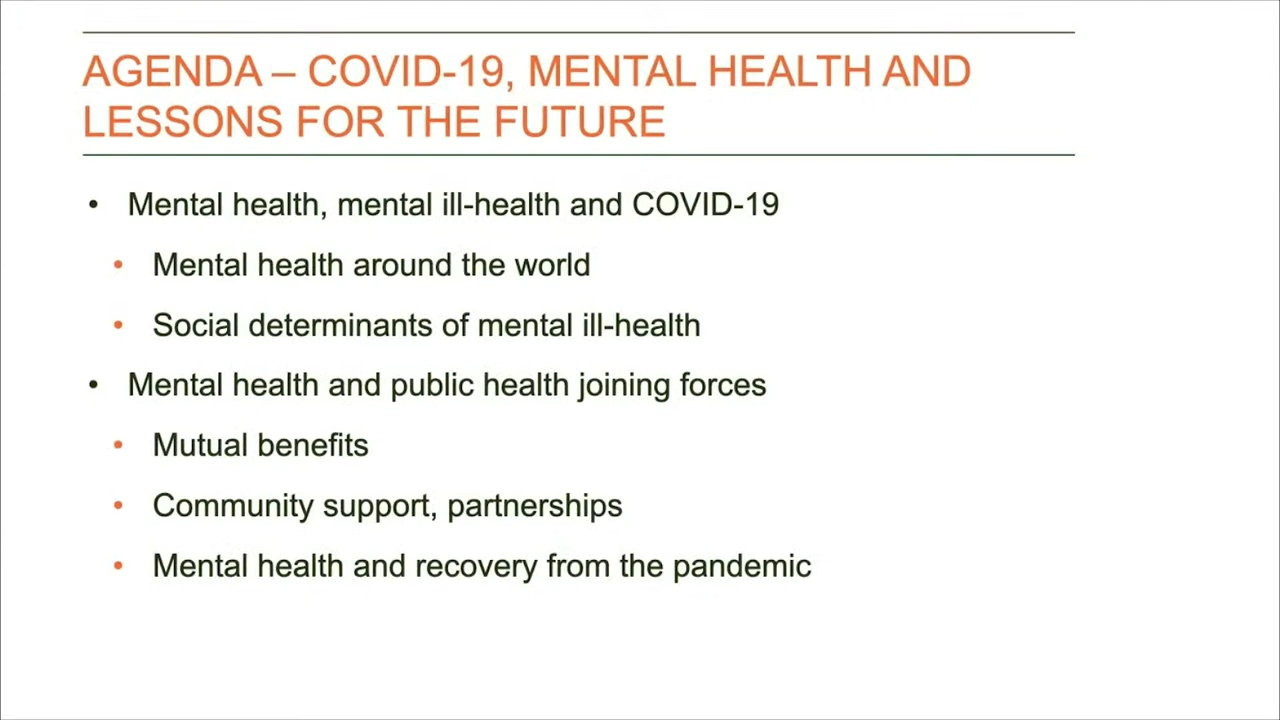 AGENDA – COVID-19, MENTAL HEALTH AND
LESSONS FOR THE FUTURE
• Mental health, mental ill-health and COVID-19
• Mental health around the world
• Social determinants of mental ill-health
• Mental health and public health joining forces
• Mutual benefits
• Community support, partnerships
• Mental health and recovery from the pandemic